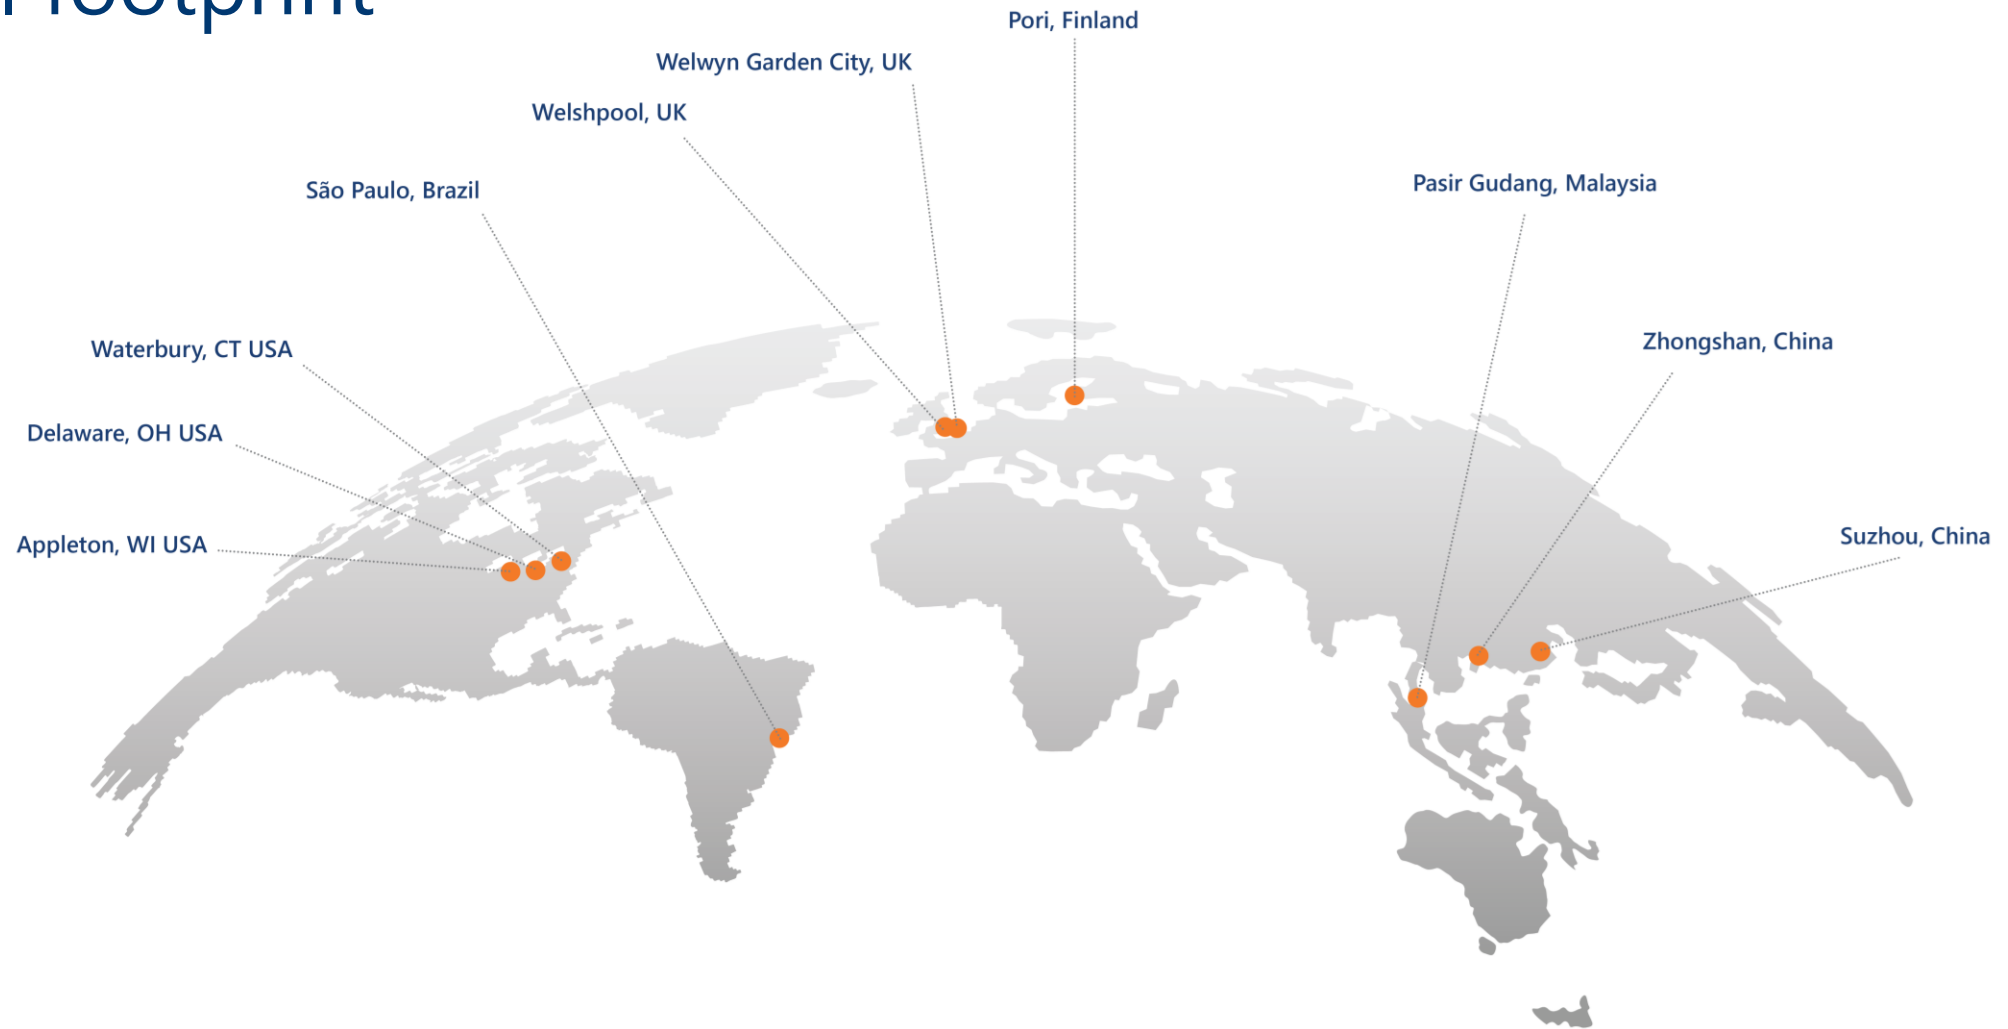 footprint
Pori, Finland
Welwyn Garden City, UK
Welshpool, UK
São Paulo, Brazil
Pasir Gudang, Malaysia
Waterbury, CT USA
Zhongshan, China
Delaware, OH USA
Appleton, WI USA
Suzhou, China